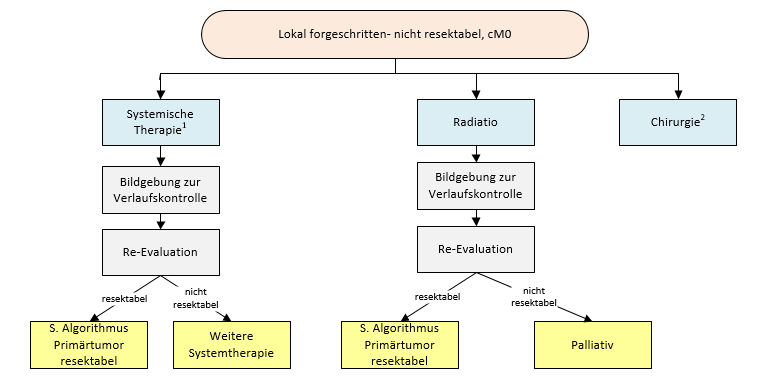 Lokal forgeschritten- nicht resektabel, cM0
Systemische
Therapie1
Radiatio
Chirurgie2
Bildgebung zur
Verlaufskontrolle
Bildgebung zur
Verlaufskontrolle
Re-Evaluation
Re-Evaluation
resektabel
nicht
resektabel
resektabel
nicht
resektabel
S. Algorithmus
Primärtumor
resektabel
Weitere
Systemtherapie
S. Algorithmus
Primärtumor
resektabel
Palliativ